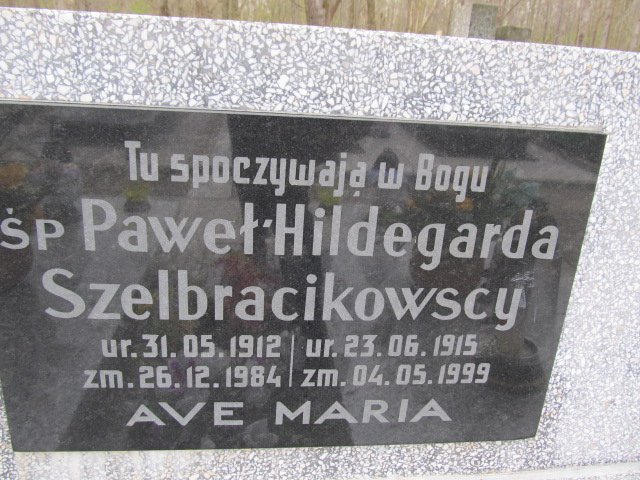 Tu spoczywają w Bogu
ŚP Paweł-Hildegarda
Szelbracikowscy
ur. 31.05.1912 | ur. 23.06.1915
zm. 26.12.1984 | zm. 04.05.1999
AVE MARIA